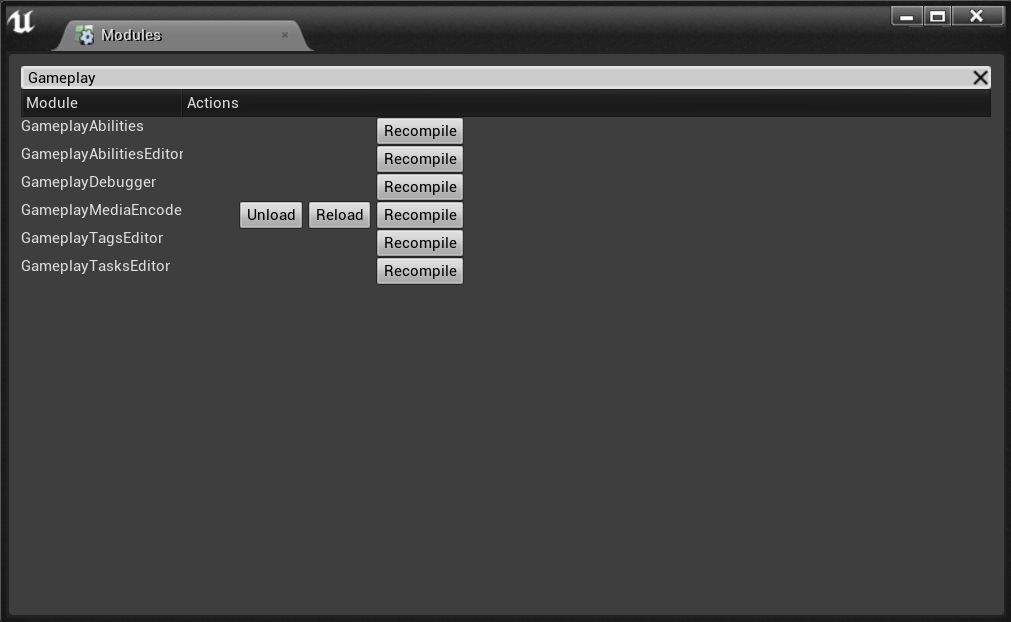 Modules
Gameplay
Module Actions
GameplayAbilities Recompile
GameplayAbilitiesEditor Recompile
GameplayDebugger Recompile
GameplayMediaEncode Unload Reload Recompile
GameplayTagsEditor Recompile
GameplayTasksEditor Recompile